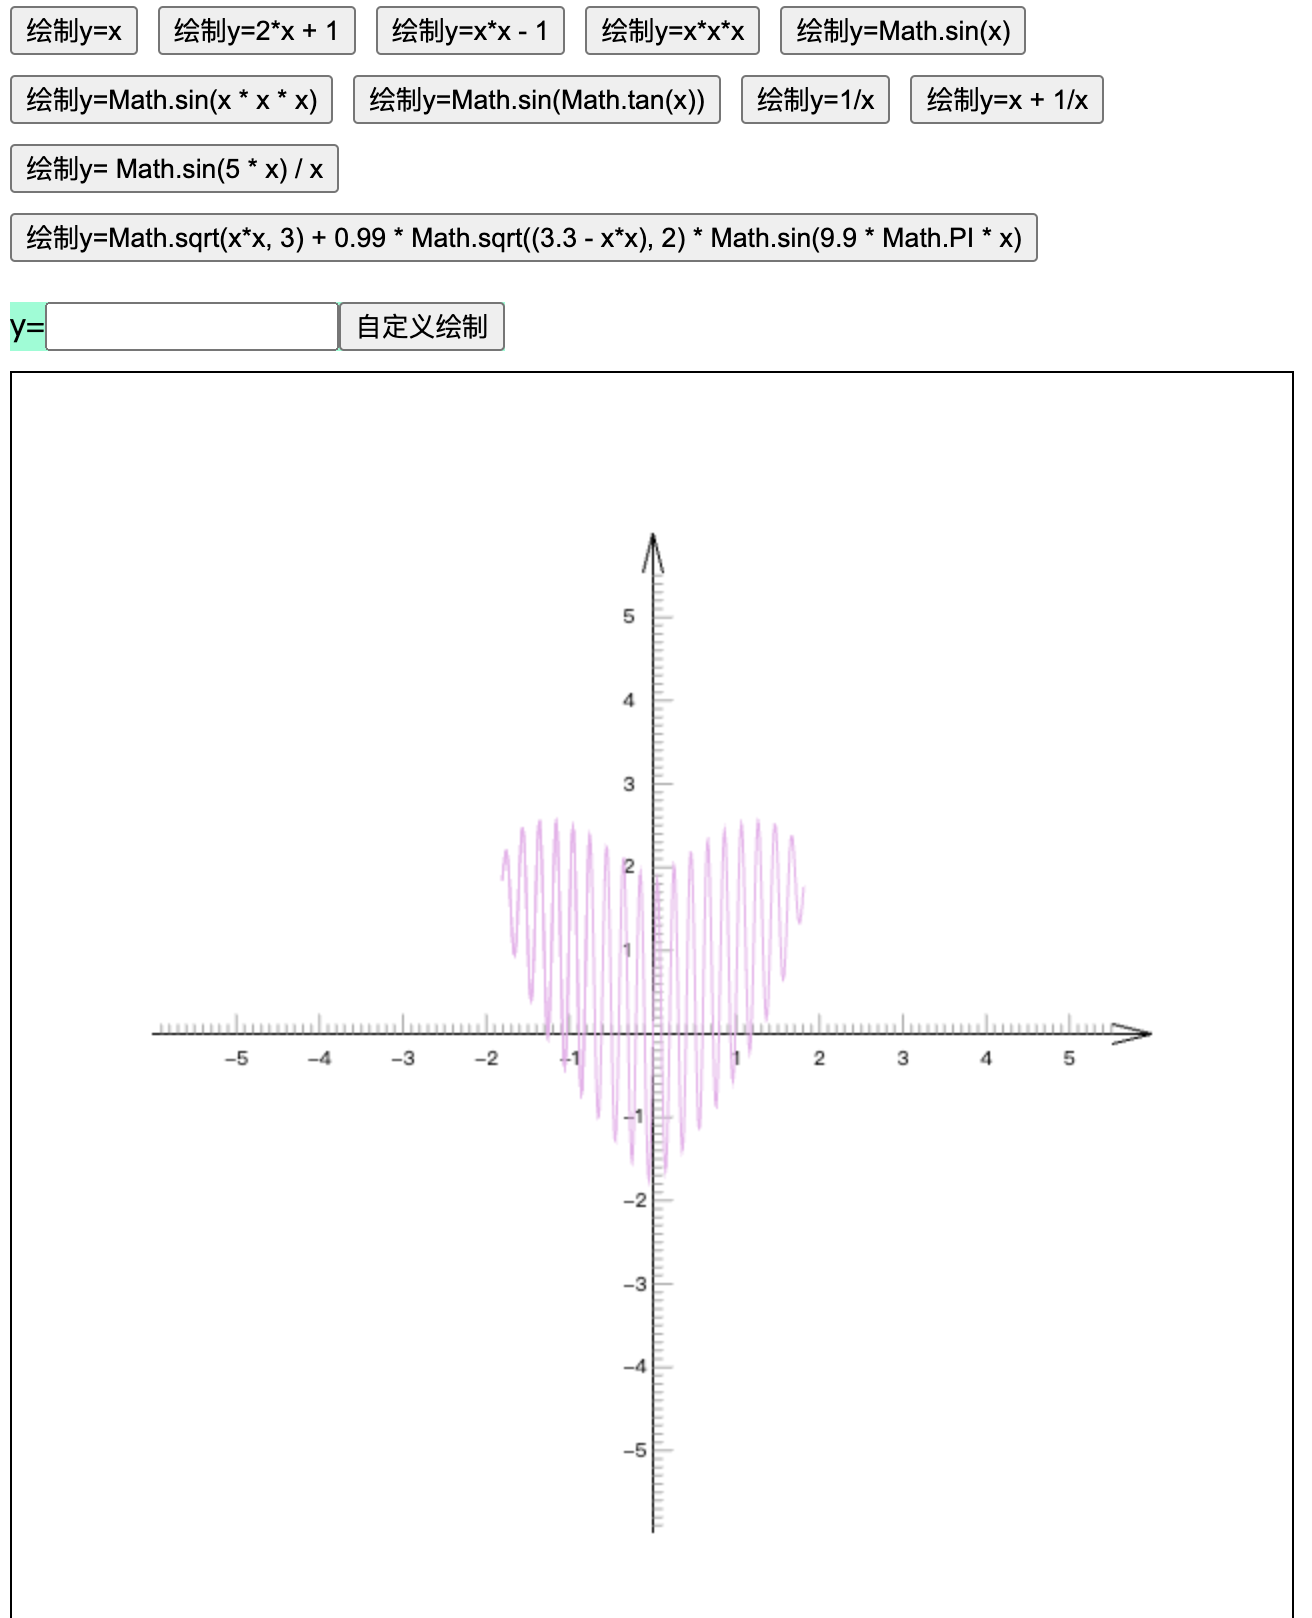 绘制y=x 绘制y=2*x + 1 绘制y=x*x - 1 绘制y=x*x*x 绘制y=Math.sin(x)
绘制y=Math.sin(x * x * x) 绘制y=Math.sin(Math.tan(x)) 绘制y=1/x 绘制y=x + 1/x
绘制y= Math.sin(5 * x) / x
绘制y=Math.sqrt(x*x, 3) + 0.99 * Math.sqrt((3.3 - x*x), 2) * Math.sin(9.9 * Math.PI * x)
y= 自定义绘制
5
4
3
2
1
-5 -4 -3 -2 -1 1 2 3 4 5
-1
-2
-3
-4
-5